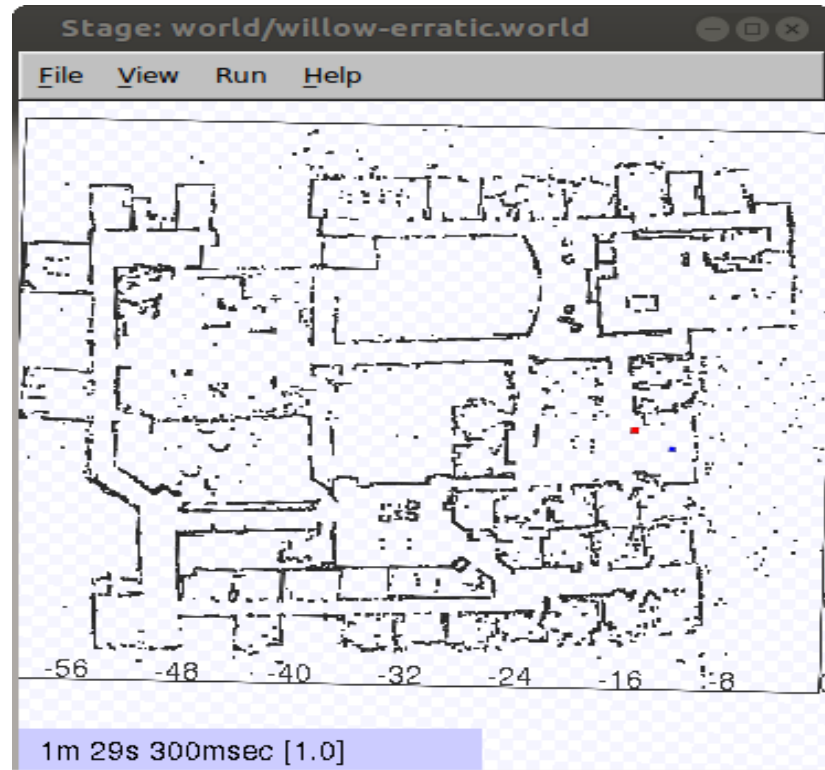 Stage: world/willow-erratic.world
File View Run Help
-56 -48 -40 -32 -24 -16 -8 0
1m 29s 300msec [1.0]